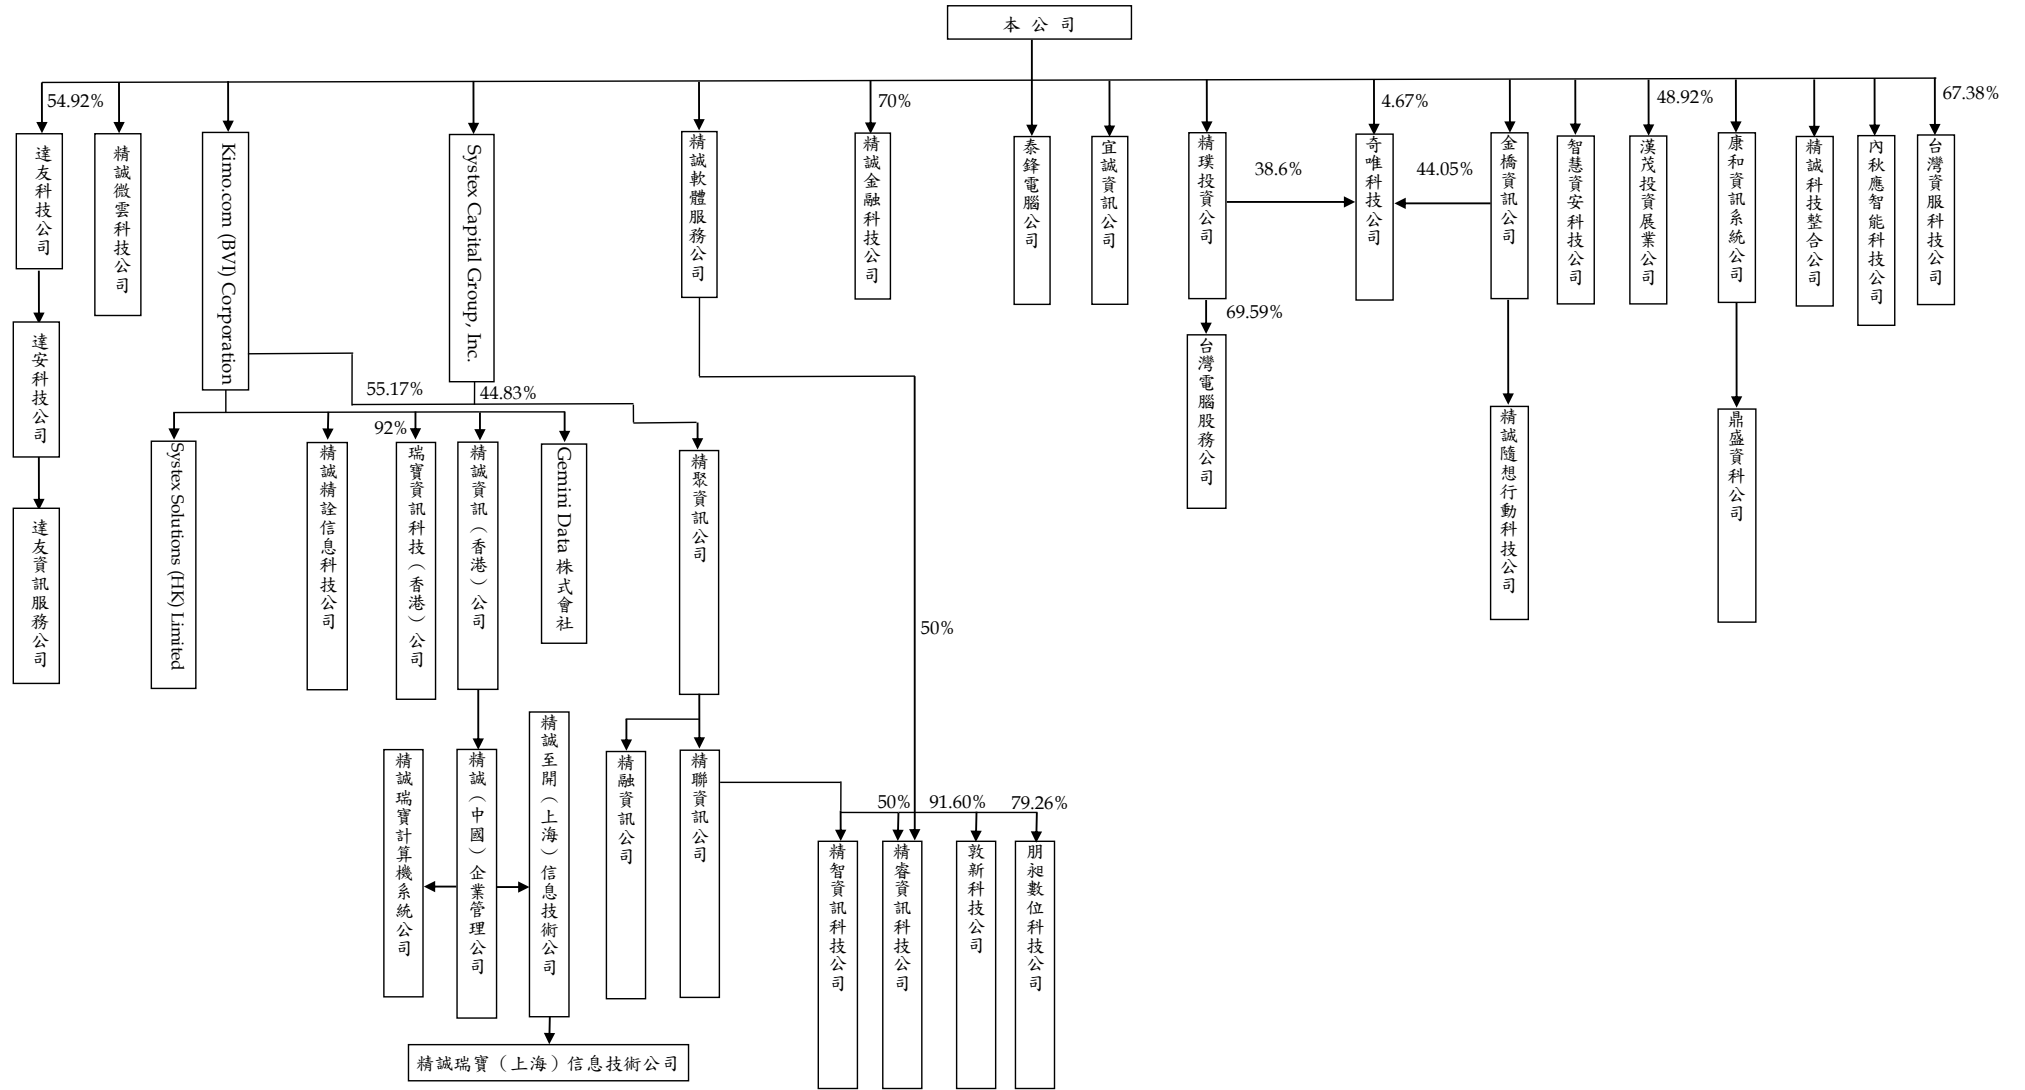 本公司
54.92%
70%
4.67%
48.92%
67.38%
達友科技公司
精誠微雲科技公司
Kimo.com (BVI) Corporation
Systex Capital Group, Inc.
精誠軟體服務公司
精誠金融科技公司
泰鋒電腦公司
宜誠資訊公司
精璞投資公司
38.6%
奇唯科技公司
44.05%
金橋資訊公司
智慧資安科技公司
漢茂投資展業公司
康和資訊系統公司
精誠科技整合公司
內秋應智能科技公司
台灣資服科技公司
69.59%
達安科技公司
台灣電腦服務公司
55.17%
44.83%
92%
Systex Solutions (HK) Limited
精誠精詮信息科技公司
瑞寶資訊科技（香港）公司
精誠資訊（香港）公司
Gemini Data 株式會社
精聚資訊公司
精誠隨想行動科技公司
鼎盛資科公司
達友資訊服務公司
50%
精誠瑞寶計算機系統公司
精誠（中國）企業管理公司
精誠至開（上海）信息技術公司
精融資訊公司
精聯資訊公司
50%
91.60%
79.26%
精智資訊科技公司
精睿資訊科技公司
敦新科技公司
朋昶數位科技公司
精誠瑞寶（上海）信息技術公司